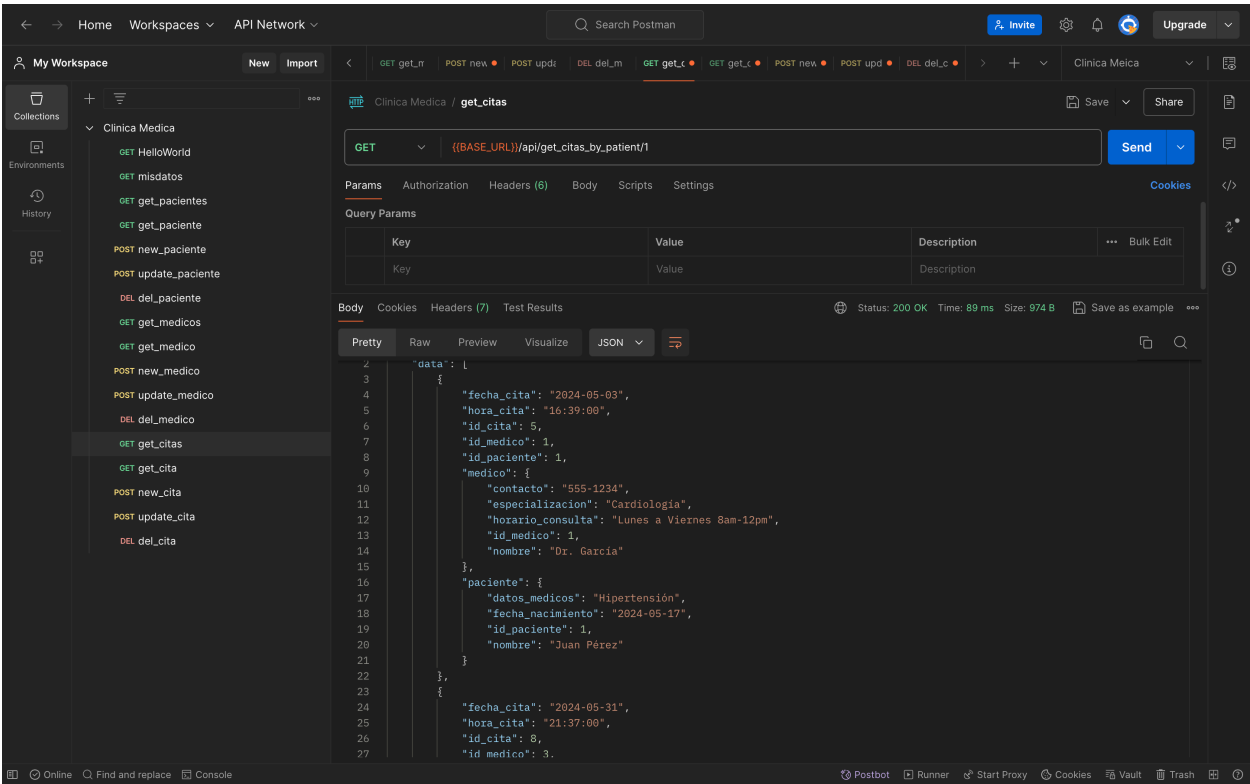 Home Workspaces API Network Search Postman Invite Upgrade
My Workspace New Import GET get_m POST new POST upda DEL del_m GET get_c GET get_c POST new POST upd DEL del_c Clinica Meica
Collections
Environments
History
Clinica Medica
GET HelloWorld
GET misdatos
GET get_pacientes
GET get_paciente
POST new_paciente
POST update_paciente
DEL del_paciente
GET get_medicos
GET get_medico
POST new_medico
POST update_medico
DEL del_medico
GET get_citas
GET get_cita
POST new_cita
POST update_cita
DEL del_cita
HTTP Clinica Medica / get_citas Save Share
GET {{BASE_URL}}/api/get_citas_by_patient/1 Send
Params Authorization Headers (6) Body Scripts Settings Cookies
Query Params
Key Value Description Bulk Edit
Key Value Description
Body Cookies Headers (7) Test Results Status: 200 OK Time: 89 ms Size: 974 B Save as example
Pretty Raw Preview Visualize JSON
2 "data": [
3 {
4 "fecha_cita": "2024-05-03",
5 "hora_cita": "16:39:00",
6 "id_cita": 5,
7 "id_medico": 1,
8 "id_paciente": 1,
9 "medico": {
10 "contacto": "555-1234",
11 "especializacion": "Cardiología",
12 "horario_consulta": "Lunes a Viernes 8am-12pm",
13 "id_medico": 1,
14 "nombre": "Dr. García"
15 },
16 "paciente": {
17 "datos_medicos": "Hipertensión",
18 "fecha_nacimiento": "2024-05-17",
19 "id_paciente": 1,
20 "nombre": "Juan Pérez"
21 }
22 },
23 {
24 "fecha_cita": "2024-05-31",
25 "hora_cita": "21:37:00",
26 "id_cita": 8,
27 "id_medico": 3,
Online Find and replace Console Postbot Runner Start Proxy Cookies Vault Trash